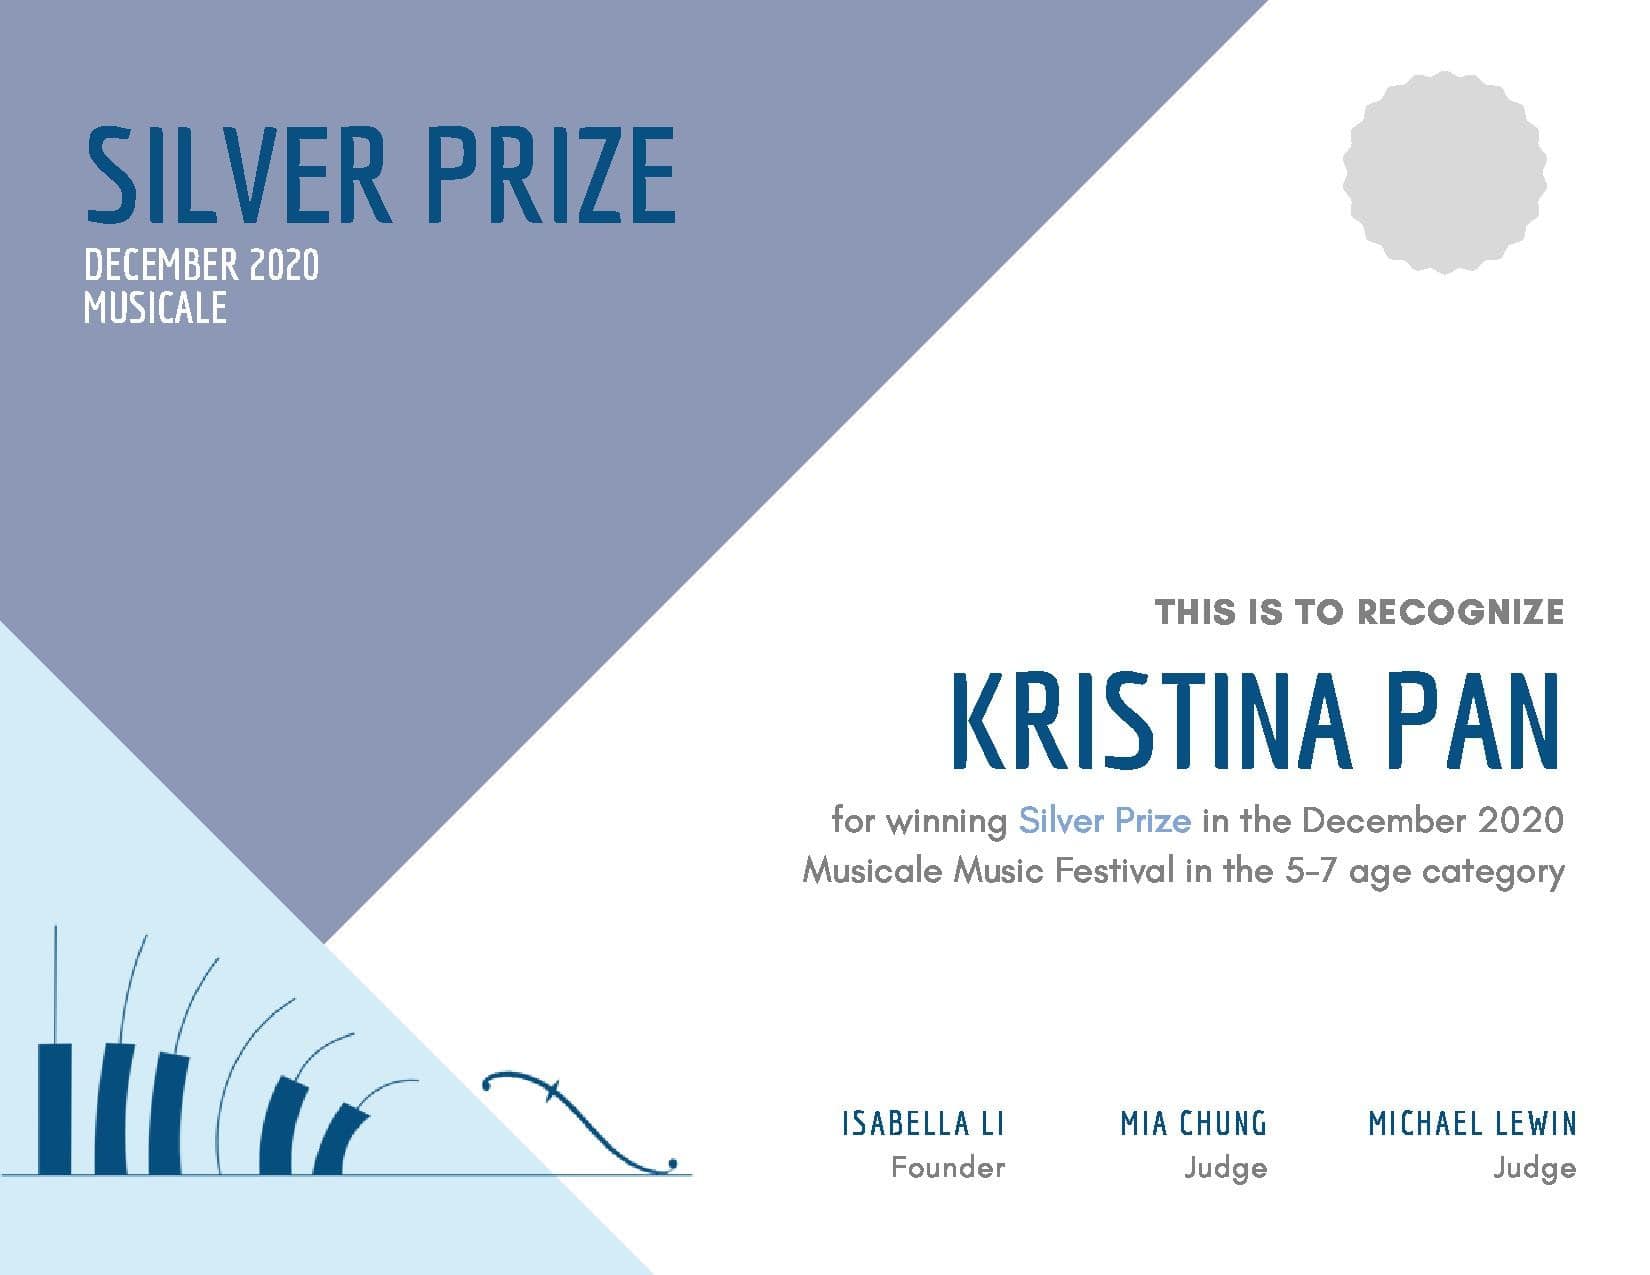 SILVER PRIZE
DECEMBER 2020
MUSICALE
THIS IS TO RECOGNIZE
KRISTINA PAN
for winning Silver Prize in the December 2020
Musicale Music Festival in the 5-7 age category
ISABELLA LI
Founder
MIA CHUNG
Judge
MICHAEL LEWIN
Judge